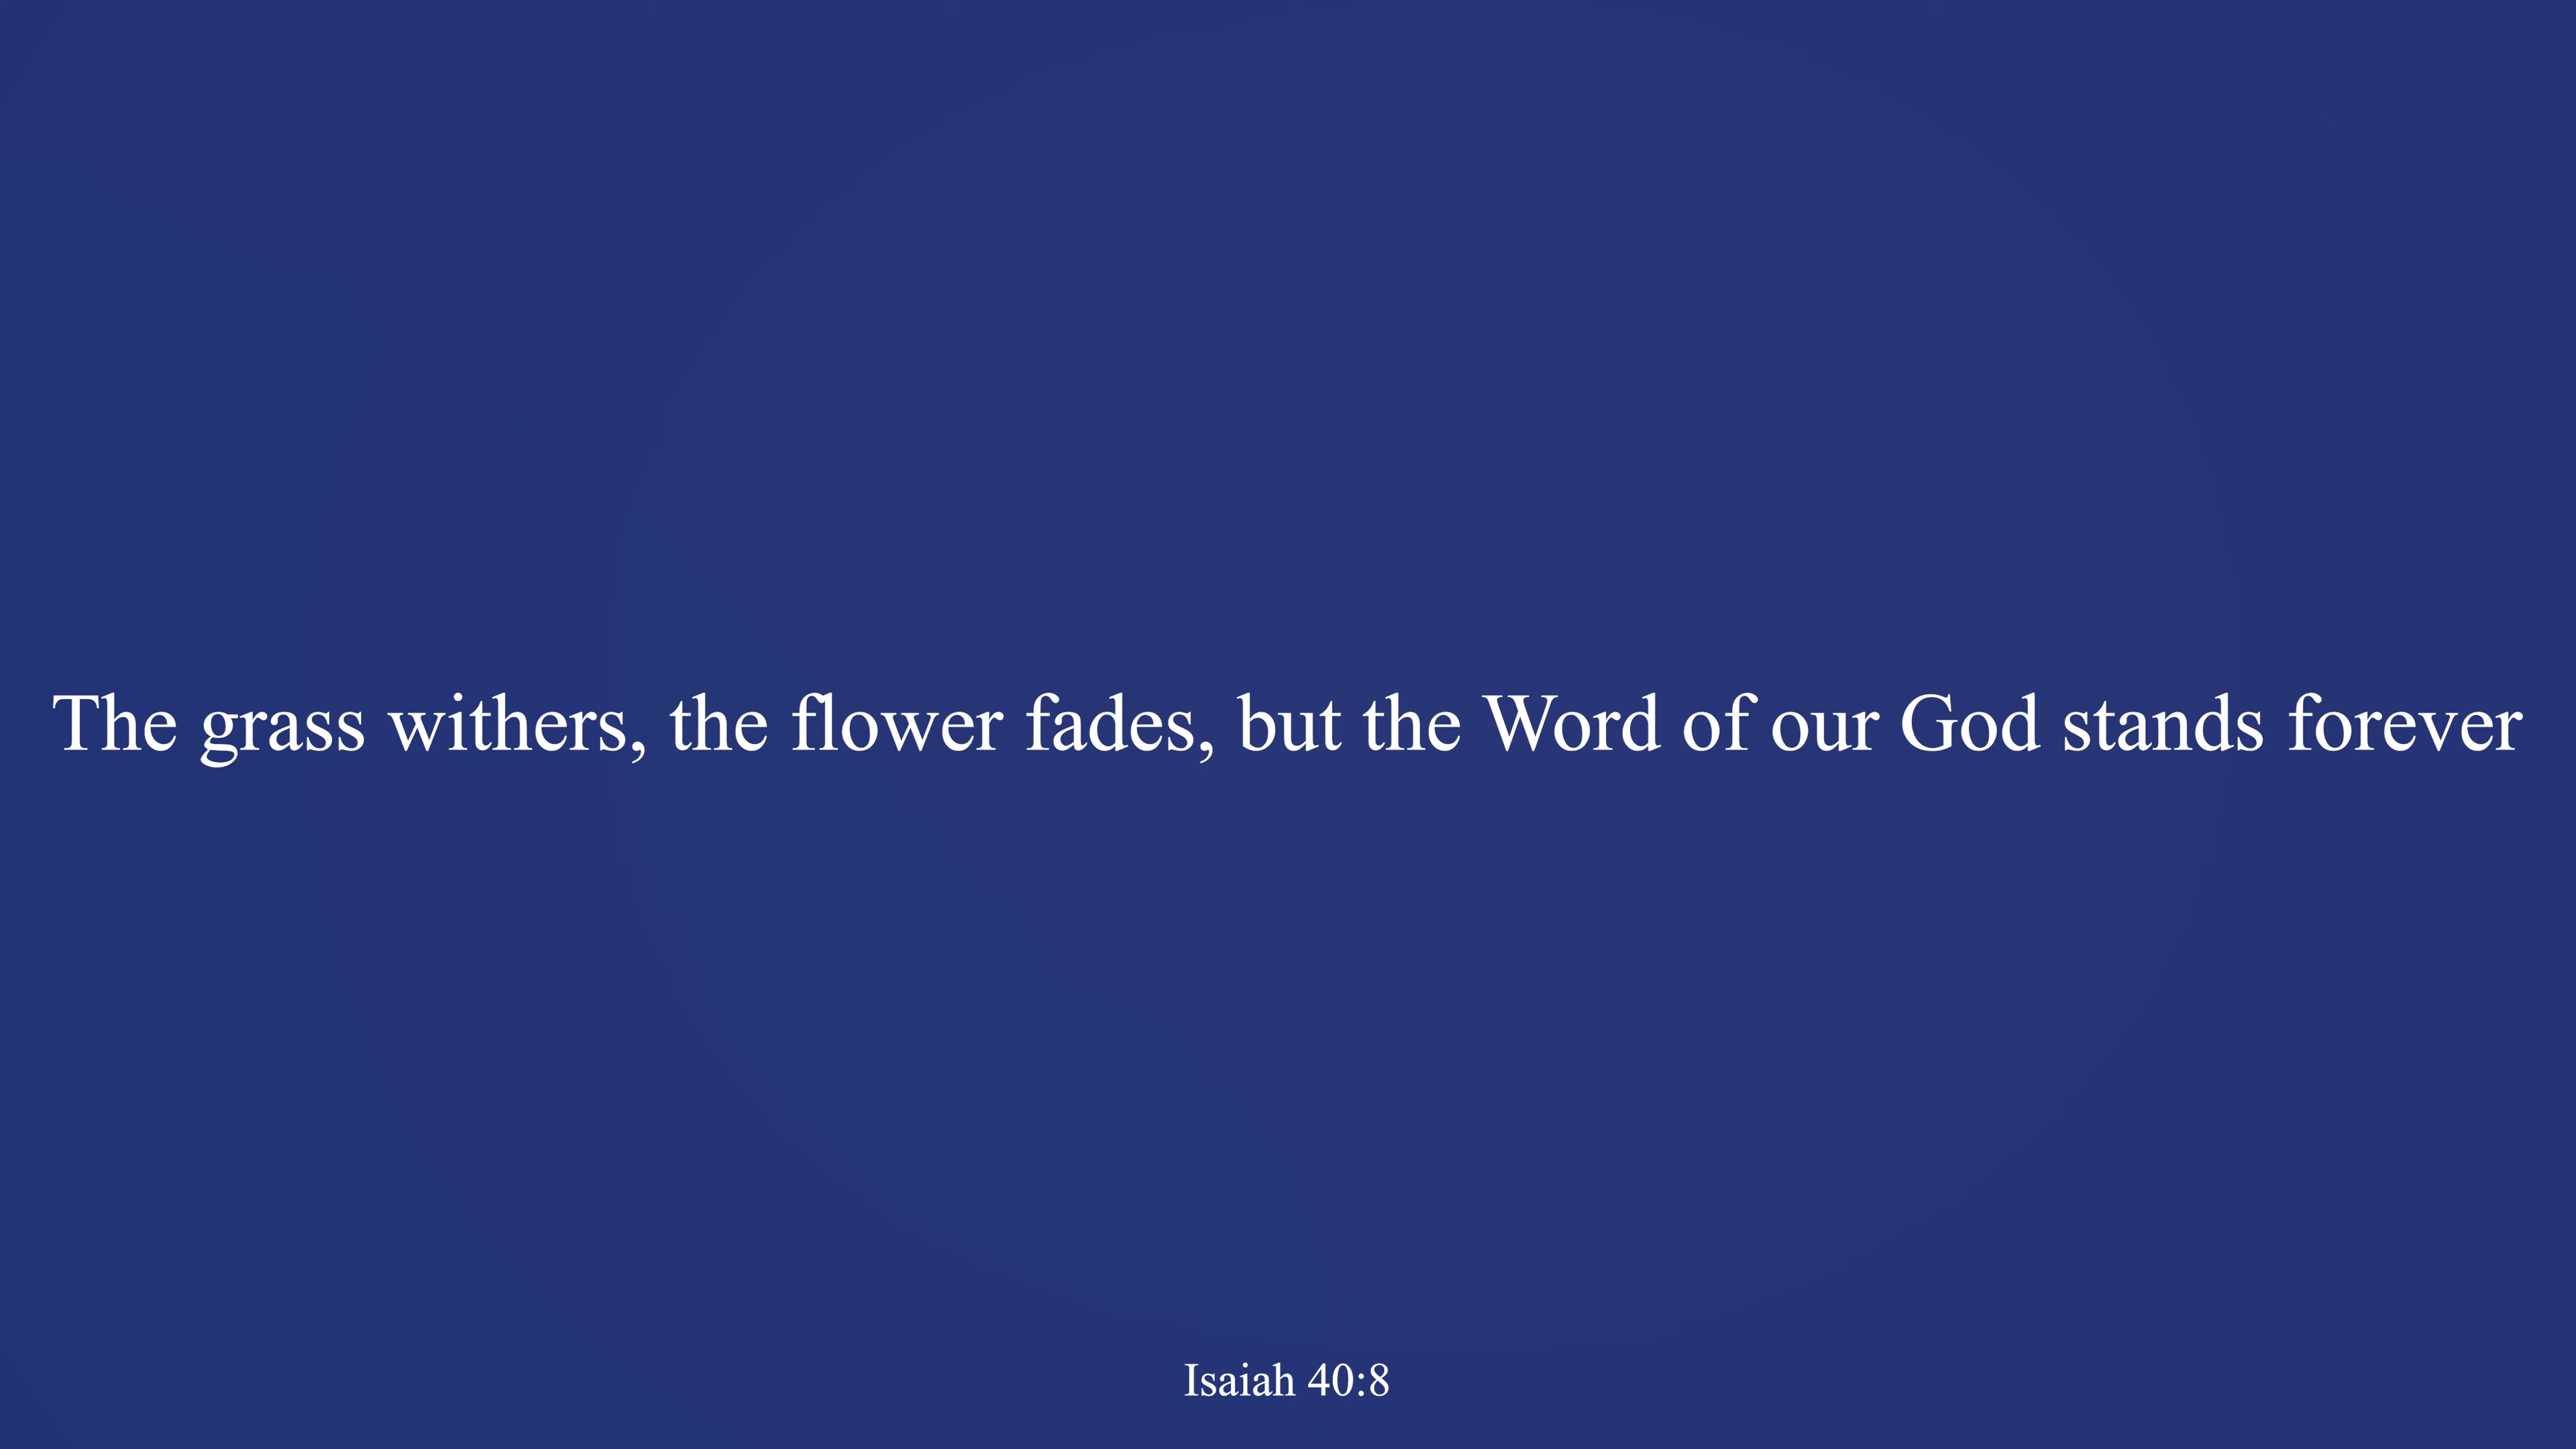 The grass withers, the flower fades, but the Word of our God stands forever
Isaiah 40:8